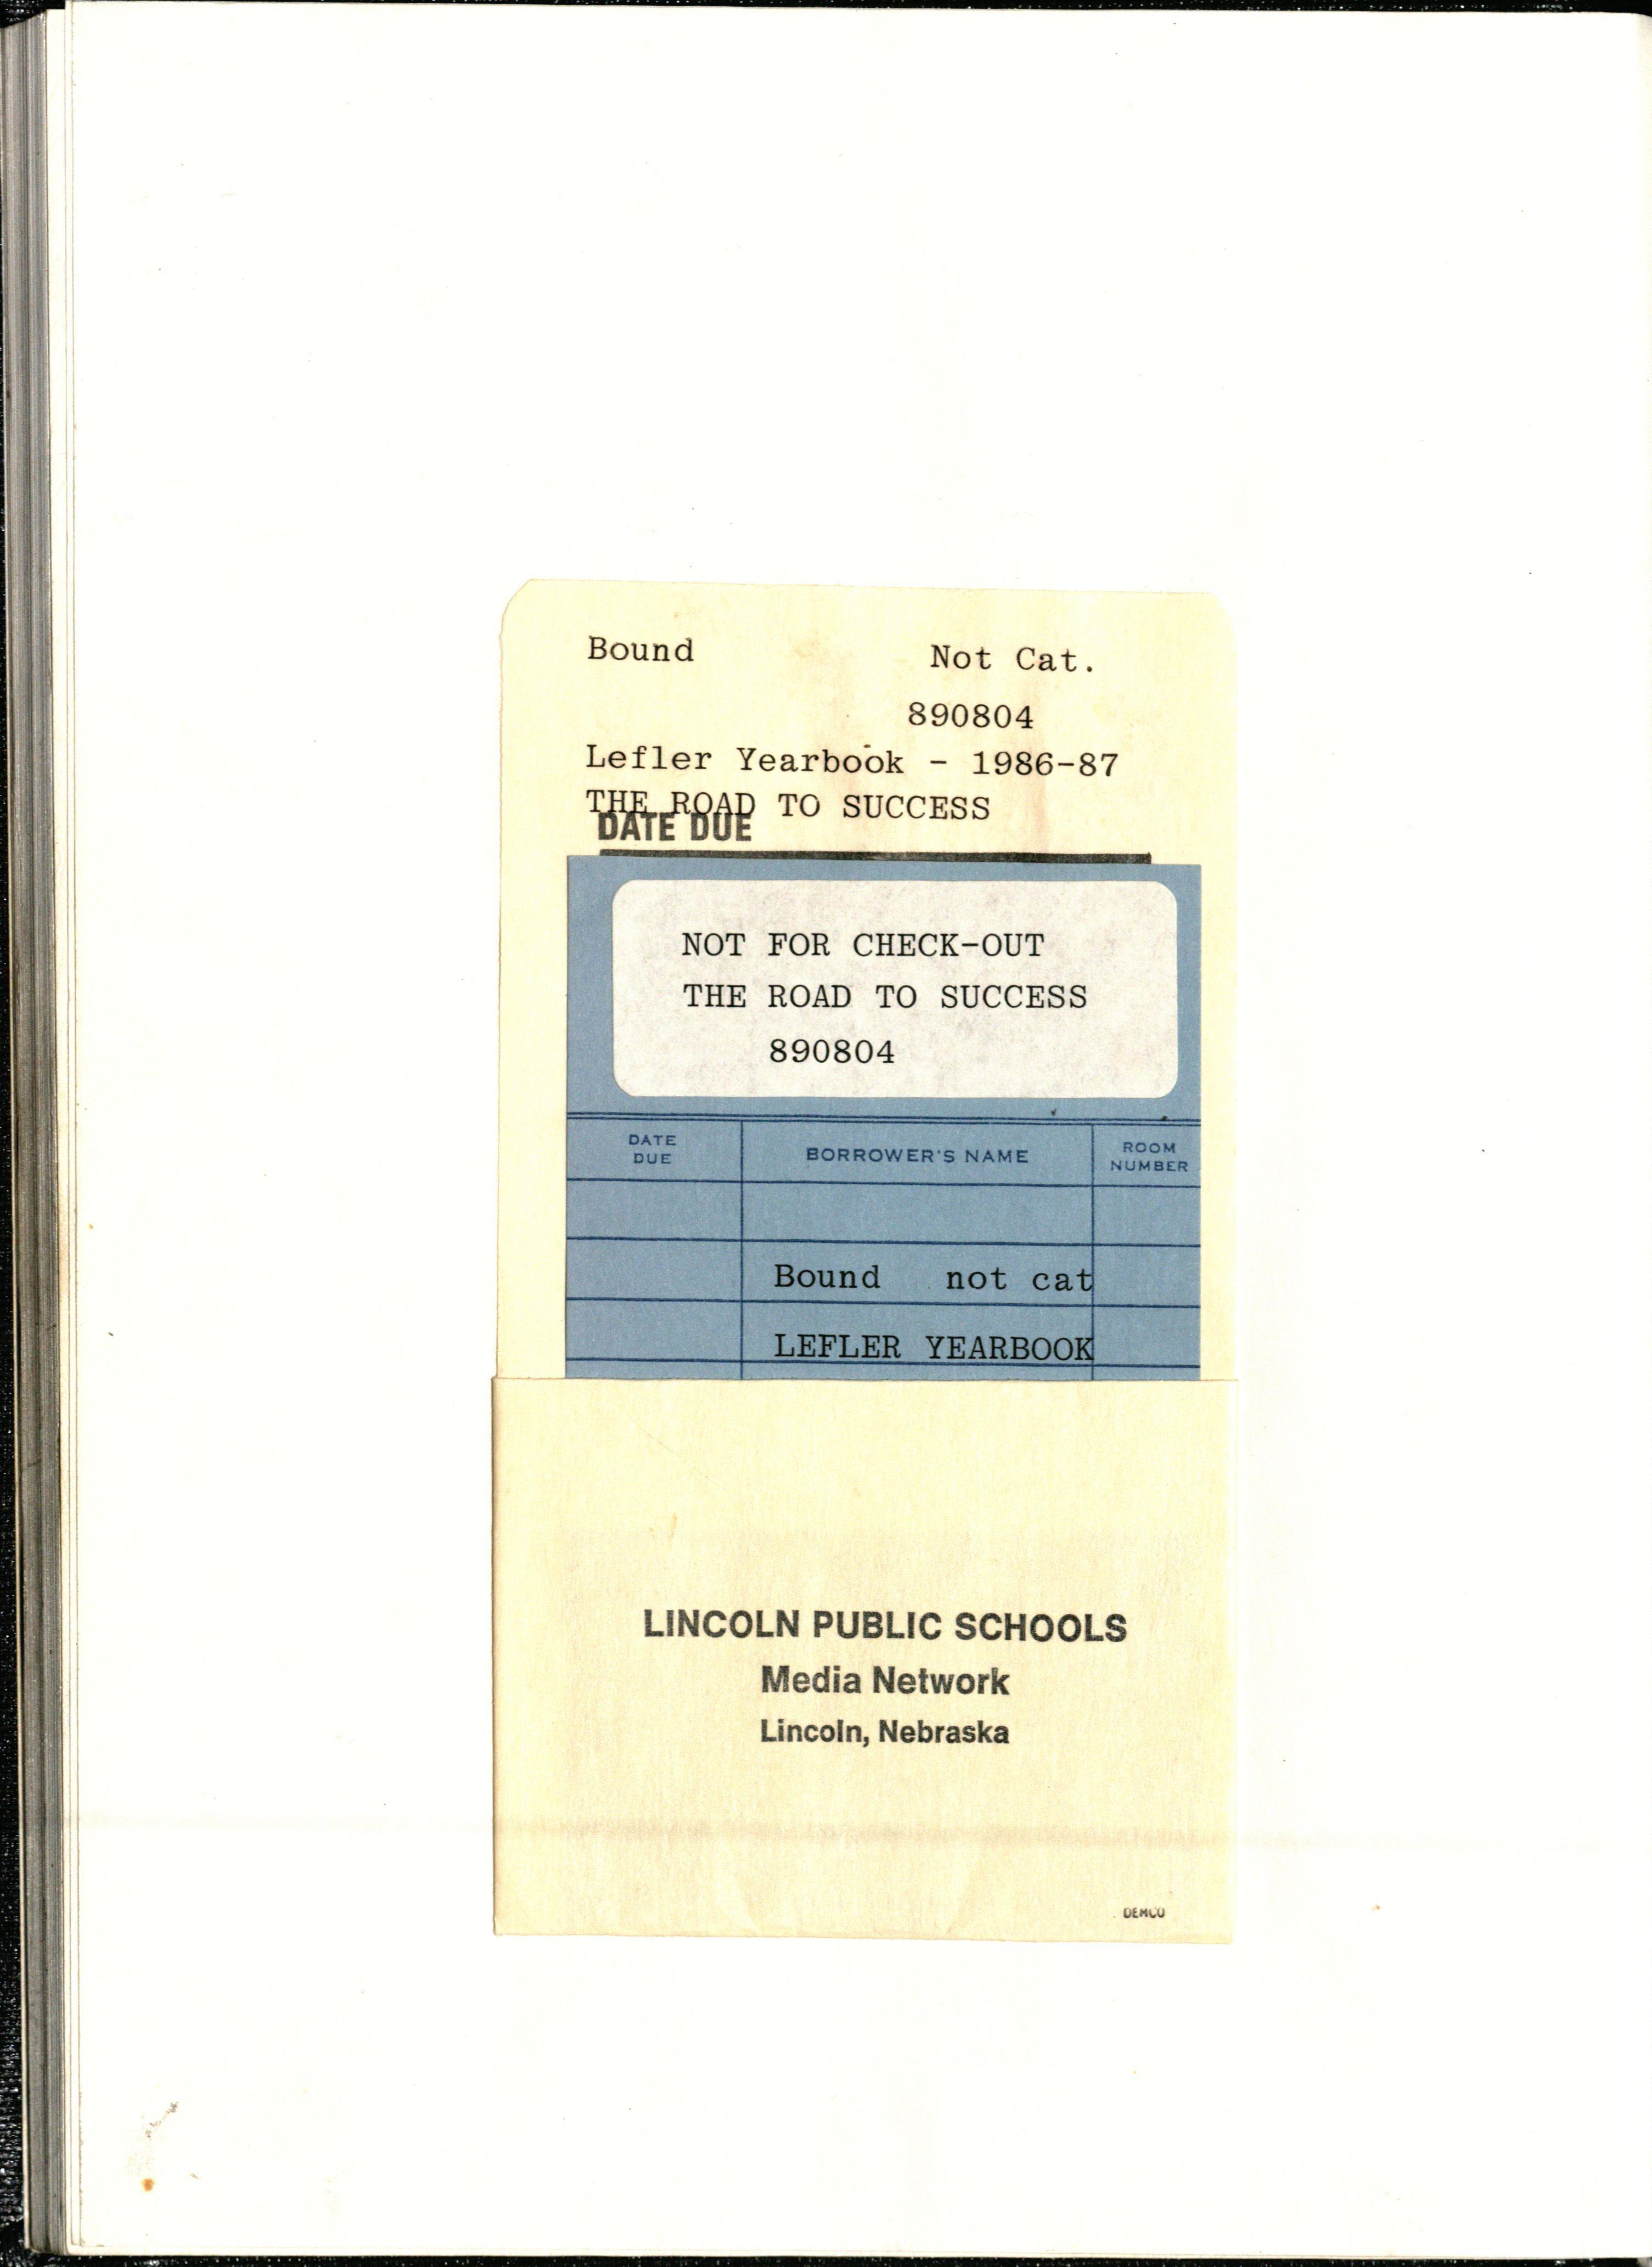 Bound Not Cat.
890804
Lefler Yearbook - 1986-87
THE ROAD TO SUCCESS
DATE DUE
NOT FOR CHECK-OUT
THE ROAD TO SUCCESS
890804
DATE DUE
BORROWER'S NAME
ROOM NUMBER
Bound not cat
LEFLER YEARBOOK
LINCOLN PUBLIC SCHOOLS
Media Network
Lincoln, Nebraska
DEMCO